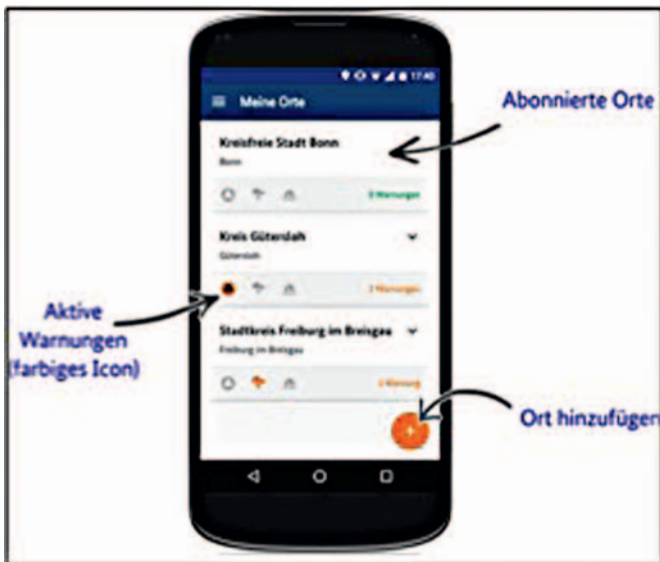 17:40
Meine Orte
Abonnierte Orte
Kreisfreie Stadt Bonn
Bonn
0 Warnungen
Kreis Gütersloh
Gütersloh
2 Warnungen
Aktive
Warnungen
(farbiges Icon)
Stadtkreis Freiburg im Breisgau
Freiburg im Breisgau
1 Warnung
Ort hinzufügen